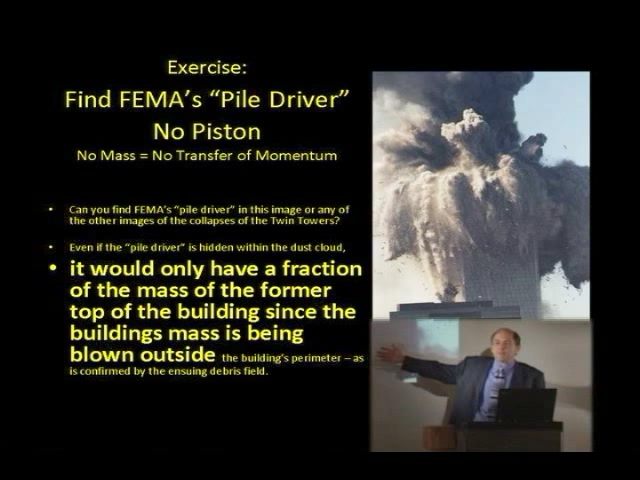 Exercise:
Find FEMA's "Pile Driver"
No Piston
No Mass = No Transfer of Momentum
• Can you find FEMA's "pile driver" in this image or any of
the other images of the collapses of the Twin Towers?
• Even if the "pile driver" is hidden within the dust cloud,
• it would only have a fraction
of the mass of the former
top of the building since the
buildings mass is being
blown outside the building's perimeter – as
is confirmed by the ensuing debris field.